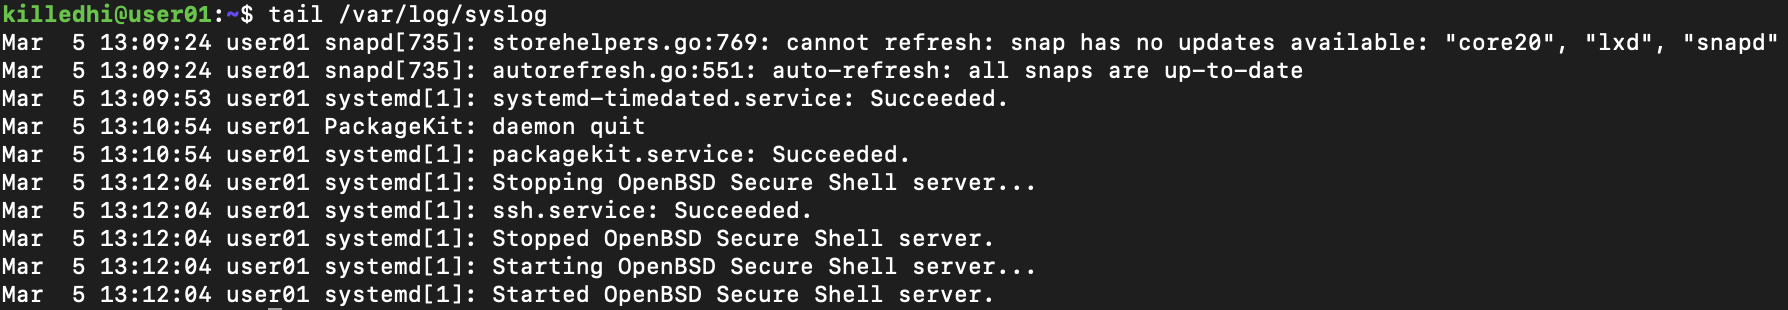 killedhi@user01:~$ tail /var/log/syslog
Mar  5 13:09:24 user01 snapd[735]: storehelpers.go:769: cannot refresh: snap has no updates available: "core20", "lxd", "snapd"
Mar  5 13:09:24 user01 snapd[735]: autorefresh.go:551: auto-refresh: all snaps are up-to-date
Mar  5 13:09:53 user01 systemd[1]: systemd-timedated.service: Succeeded.
Mar  5 13:10:54 user01 PackageKit: daemon quit
Mar  5 13:10:54 user01 systemd[1]: packagekit.service: Succeeded.
Mar  5 13:12:04 user01 systemd[1]: Stopping OpenBSD Secure Shell server...
Mar  5 13:12:04 user01 systemd[1]: ssh.service: Succeeded.
Mar  5 13:12:04 user01 systemd[1]: Stopped OpenBSD Secure Shell server.
Mar  5 13:12:04 user01 systemd[1]: Starting OpenBSD Secure Shell server...
Mar  5 13:12:04 user01 systemd[1]: Started OpenBSD Secure Shell server.